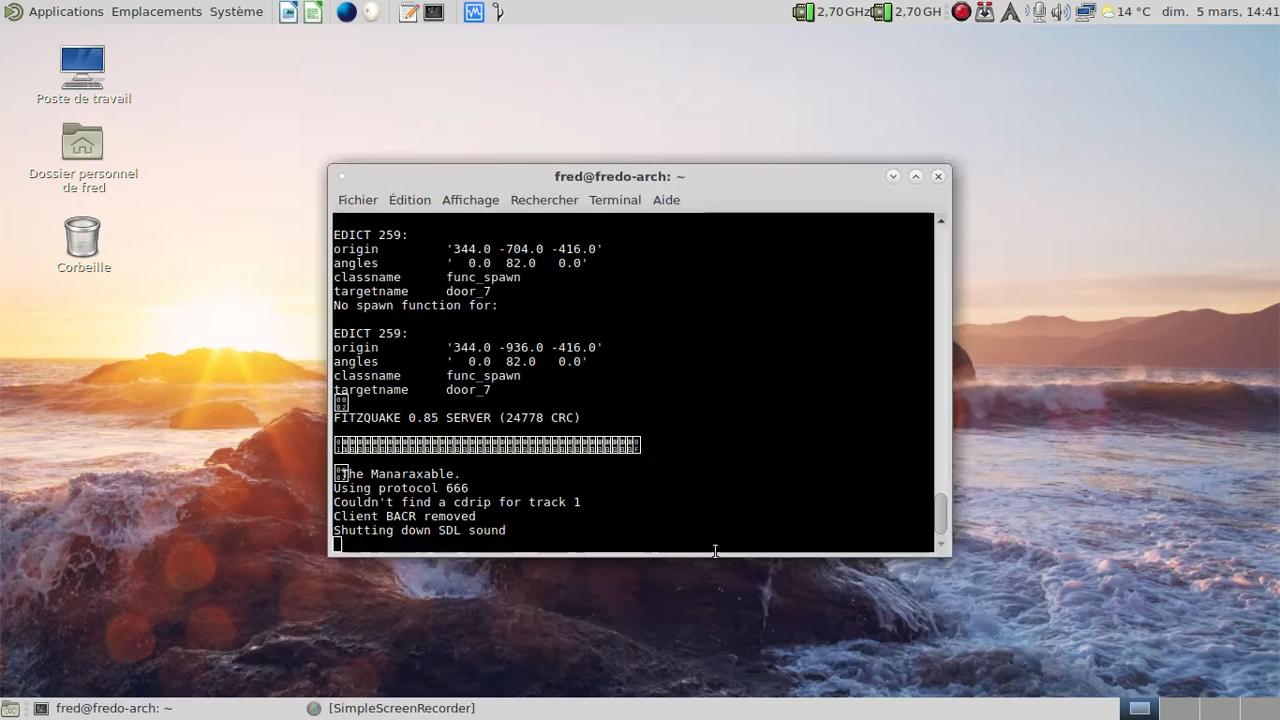 Applications Emplacements Système 2,70 GHz 2,70 GH 14 °C dim. 5 mars, 14:41
Poste de travail
Dossier personnel
de fred
Corbeille
fred@fredo-arch: ~
Fichier Édition Affichage Rechercher Terminal Aide
EDICT 259:
origin '344.0 -704.0 -416.0'
angles ' 0.0 82.0 0.0'
classname func_spawn
targetname door_7
No spawn function for:
EDICT 259:
origin '344.0 -936.0 -416.0'
angles ' 0.0 82.0 0.0'
classname func_spawn
targetname door_7
FITZQUAKE 0.85 SERVER (24778 CRC)
The Manaraxable.
Using protocol 666
Couldn't find a cdrip for track 1
Client BACR removed
Shutting down SDL sound
fred@fredo-arch: ~ [SimpleScreenRecorder]